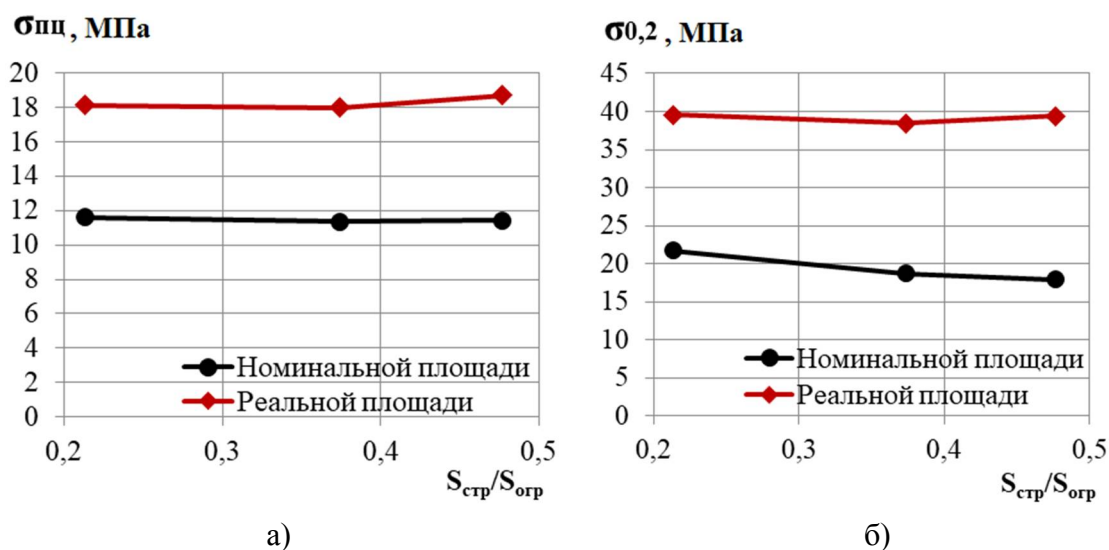 σпц , МПа
20
18
16
14
12
10
8
6
4
2
0
Номинальной площади
Реальной площади
0,2 0,3 0,4 0,5
Sстр/Sогр
а)
σ0,2 , МПа
45
40
35
30
25
20
15
10
5
0
Номинальной площади
Реальной площади
0,2 0,3 0,4 0,5
Sстр/Sогр
б)